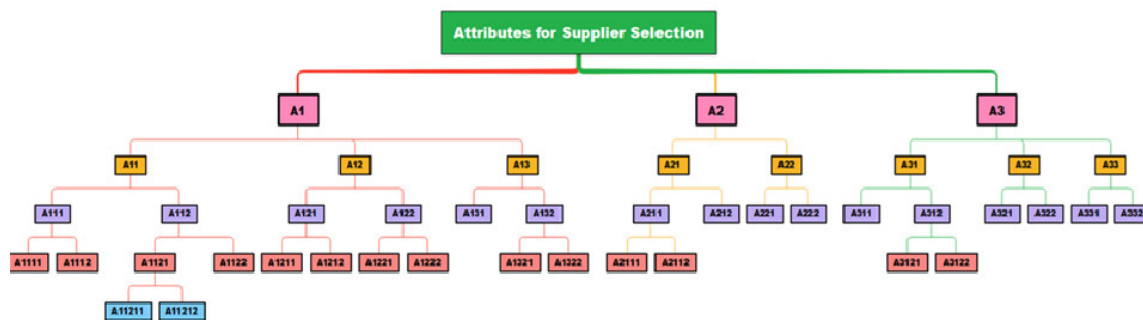 Attributes for Supplier Selection
A1 A2 A3
A11 A12 A13 A21 A22 A31 A32 A33
A111 A112 A121 A122 A131 A132 A211 A212 A221 A222 A311 A312 A321 A322 A331 A332
A1111 A1112 A1121 A1122 A1211 A1212 A1221 A1222 A1321 A1322 A2111 A2112 A3121 A3122
A11211 A11212